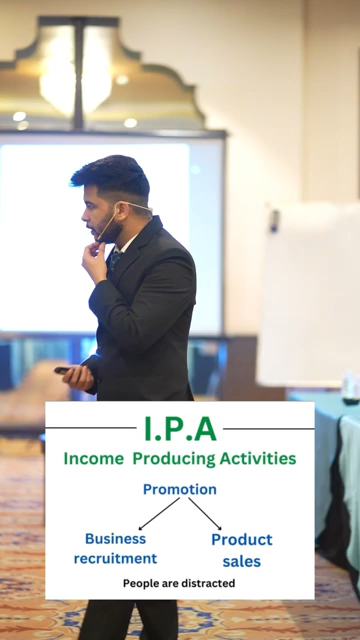 I.P.A
Income Producing Activities
Promotion
Business
recruitment
Product
sales
People are distracted